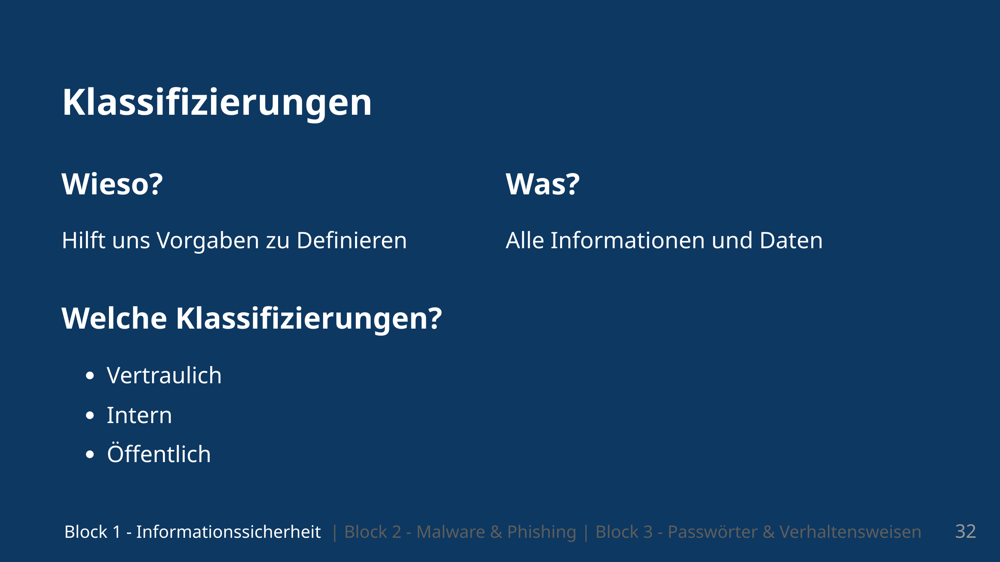 Klassifizierungen
Wieso?
Hilft uns Vorgaben zu Definieren
Was?
Alle Informationen und Daten
Welche Klassifizierungen?
• Vertraulich
• Intern
• Öffentlich
Block 1 - Informationssicherheit | Block 2 - Malware & Phishing | Block 3 - Passwörter & Verhaltensweisen
32